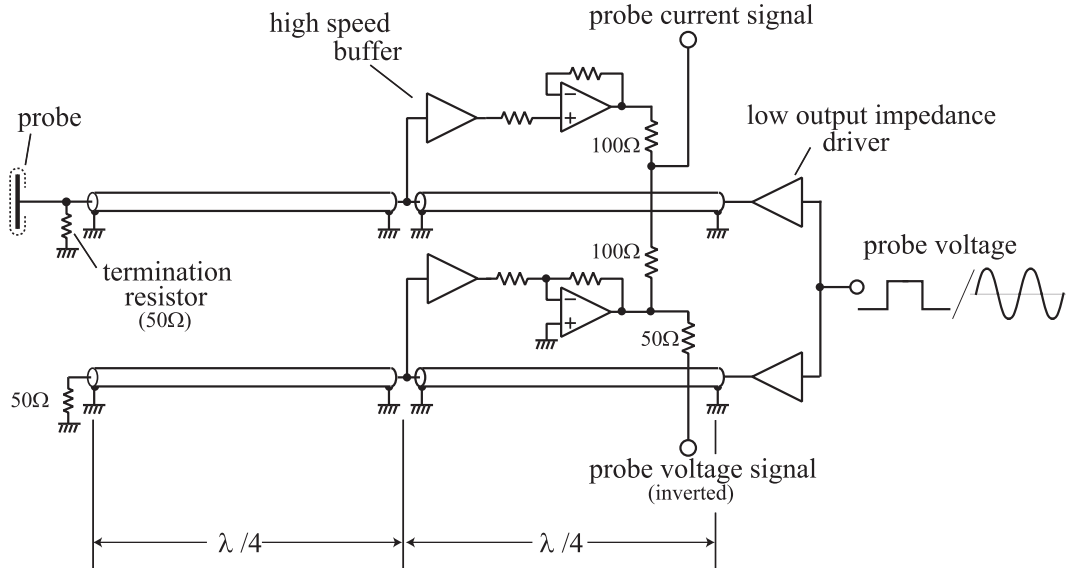 probe current signal
high speed
buffer
low output impedance
driver
probe
100Ω
100Ω
probe voltage
termination
resistor
(50Ω)
50Ω
50Ω
probe voltage signal
(inverted)
λ /4
λ /4